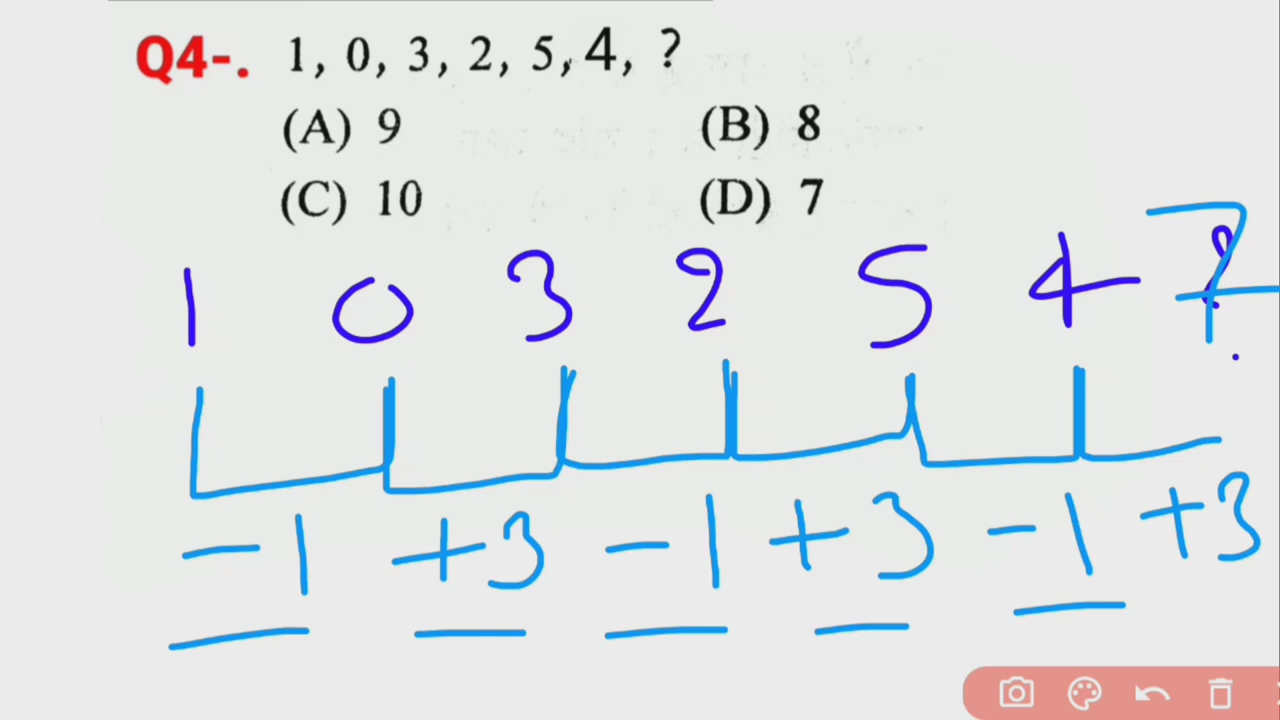 Q4-. 1, 0, 3, 2, 5, 4, ?
(A) 9 (B) 8
(C) 10 (D) 7
1 0 3 2 5 4 ? 7
-1 +3 -1 +3 -1 +3